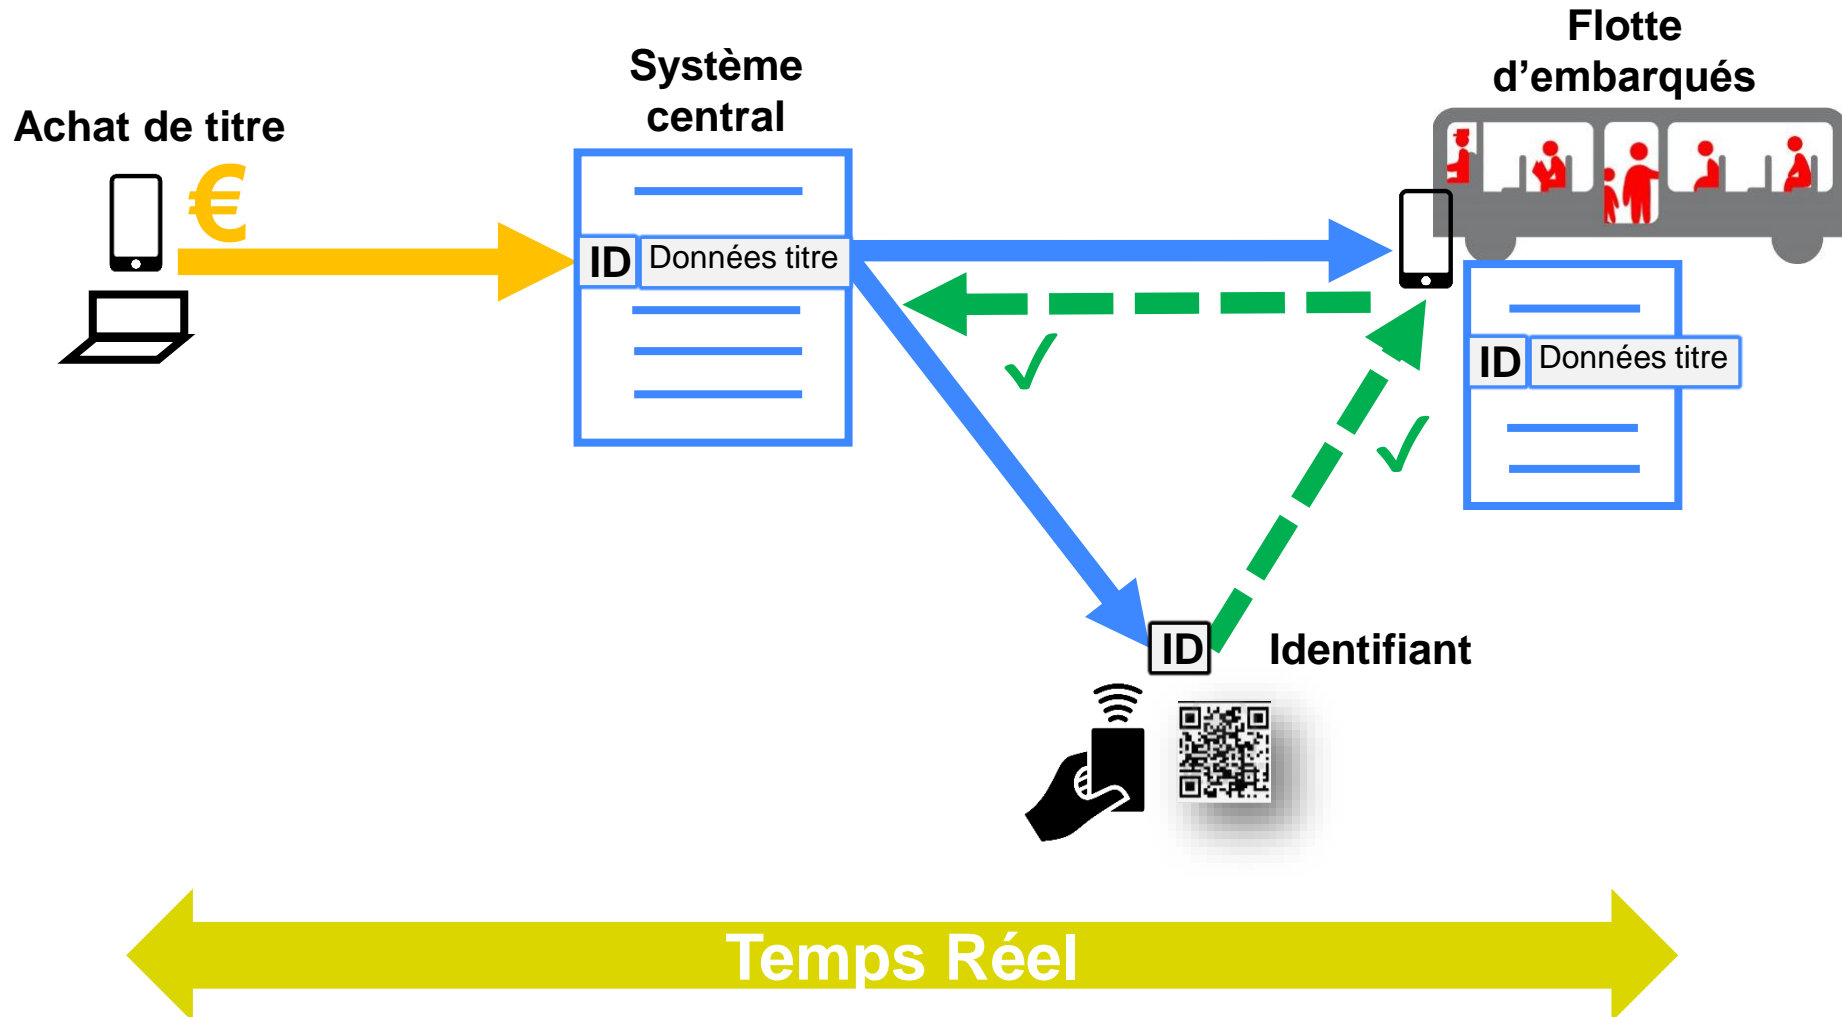 Flotte
d’embarqués
Système
central
Achat de titre
€
ID Données titre
ID Données titre
ID Identifiant
Temps Réel